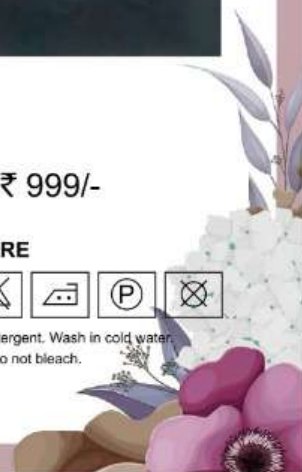 ₹ 999/-
RE
P
ergent. Wash in cold water.
o not bleach.